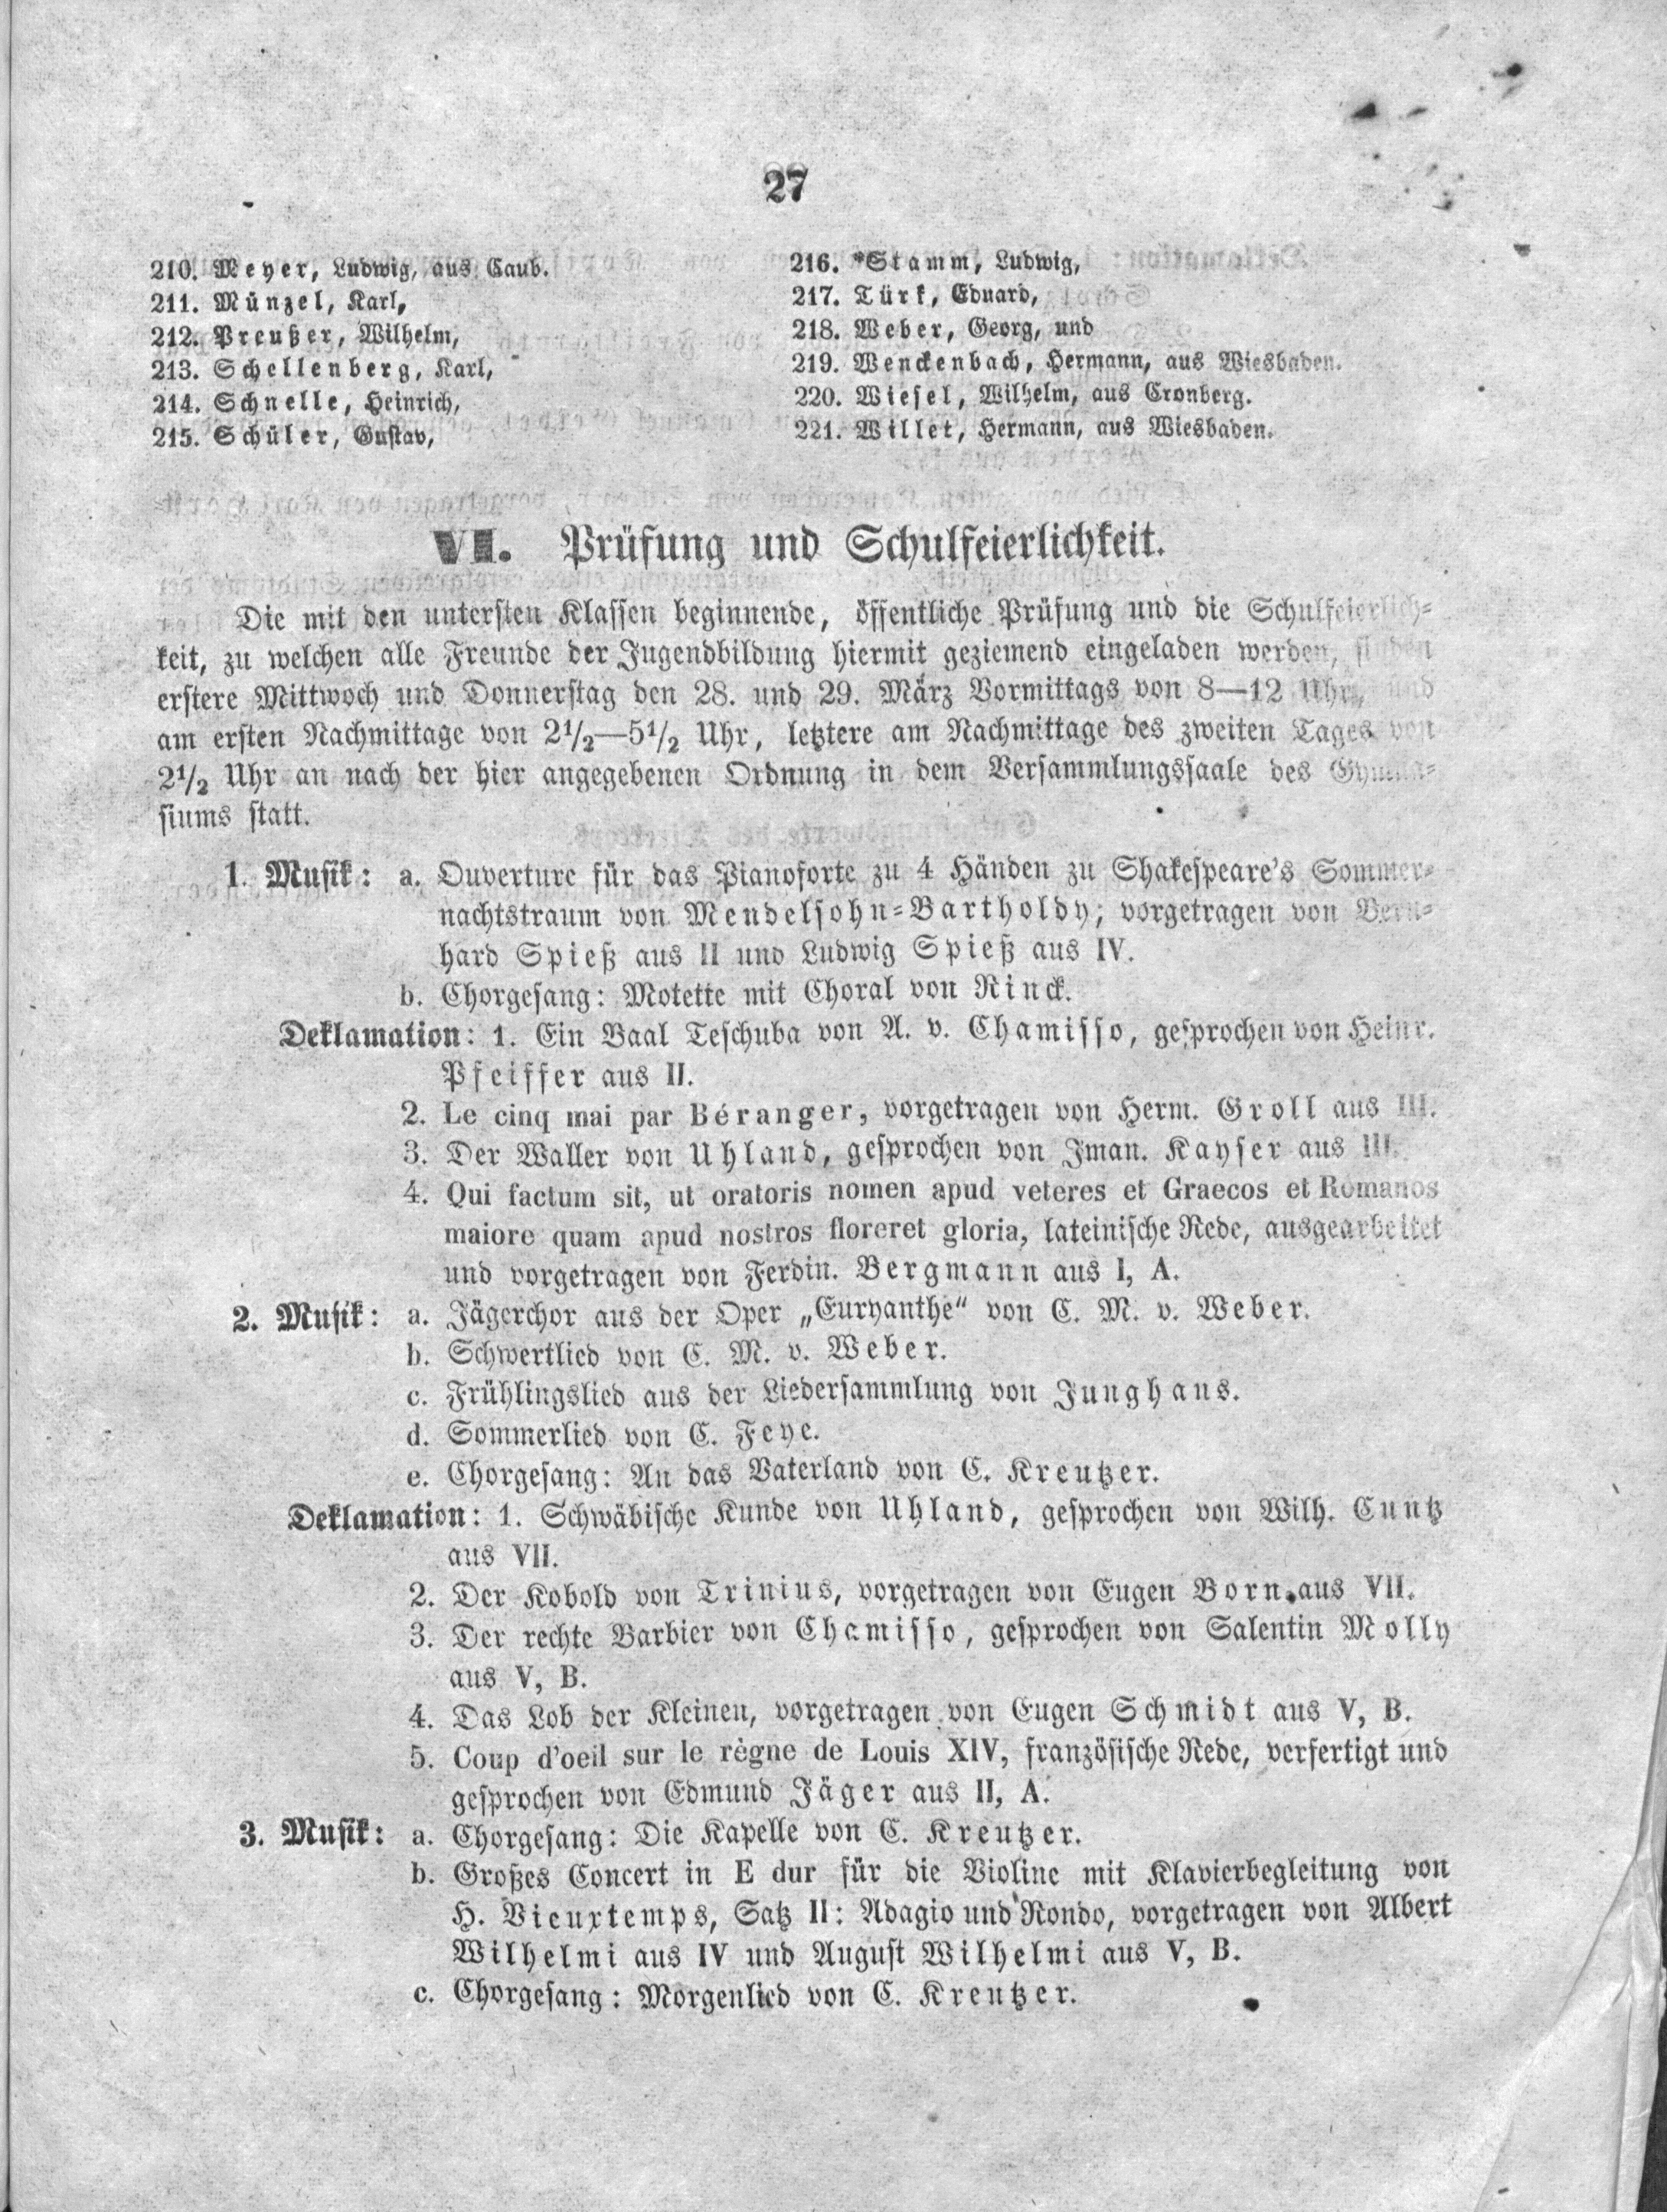 27
210. Meyer, Ludwig, aus Caub.
211. Münzel, Karl,
212. Preußer, Wilhelm,
213. Schellenberg, Karl,
214. Schnelle, Heinrich,
215. Schüler, Gustav,
216. *Stamm, Ludwig,
217. Türk, Eduard,
218. Weber, Georg, und
219. Wenckenbach, Hermann, aus Wiesbaden.
220. Wiesel, Wilhelm, aus Cronberg.
221. Willet, Hermann, aus Wiesbaden.
VI. Prüfung und Schulfeierlichkeit.
Die mit den untersten Klassen beginnende, öffentliche Prüfung und die Schulfeierlich-
keit, zu welchen alle Freunde der Jugendbildung hiermit geziemend eingeladen werden, finden
erstere Mittwoch und Donnerstag den 28. und 29. März Vormittags von 8—12 Uhr, und
am ersten Nachmittage von 2½—5½ Uhr, letztere am Nachmittage des zweiten Tages von
2½ Uhr an nach der hier angegebenen Ordnung in dem Versammlungssaale des Gymna-
siums statt.
1. Musik: a. Ouverture für das Pianoforte zu 4 Händen zu Shakespeare's Sommer-
nachtstraum von Mendelsohn-Bartholdy; vorgetragen von Bern-
hard Spieß aus II und Ludwig Spieß aus IV.
b. Chorgesang: Motette mit Choral von Rinck.
Deklamation: 1. Ein Baal Teschuba von A. v. Chamisso, gesprochen von Heinr.
Pfeiffer aus II.
2. Le cinq mai par Béranger, vorgetragen von Herm. Groll aus III.
3. Der Waller von Uhland, gesprochen von Iman. Kayser aus III.
4. Qui factum sit, ut oratoris nomen apud veteres et Graecos et Romanos
maiore quam apud nostros floreret gloria, lateinische Rede, ausgearbeitet
und vorgetragen von Ferdin. Bergmann aus I, A.
2. Musik: a. Jägerchor aus der Oper „Euryanthe“ von C. M. v. Weber.
b. Schwertlied von C. M. v. Weber.
c. Frühlingslied aus der Liedersammlung von Junghans.
d. Sommerlied von C. Feye.
e. Chorgesang: An das Vaterland von C. Kreutzer.
Deklamation: 1. Schwäbische Kunde von Uhland, gesprochen von Wilh. Cuntz
aus VII.
2. Der Kobold von Trinius, vorgetragen von Eugen Born aus VII.
3. Der rechte Barbier von Chamisso, gesprochen von Salentin Molly
aus V, B.
4. Das Lob der Kleinen, vorgetragen von Eugen Schmidt aus V, B.
5. Coup d'oeil sur le règne de Louis XIV, französische Rede, verfertigt und
gesprochen von Edmund Jäger aus II, A.
3. Musik: a. Chorgesang: Die Kapelle von C. Kreutzer.
b. Großes Concert in E dur für die Violine mit Klavierbegleitung von
H. Vieuxtemps, Satz II: Adagio und Rondo, vorgetragen von Albert
Wilhelmi aus IV und August Wilhelmi aus V, B.
c. Chorgesang: Morgenlied von C. Kreutzer.